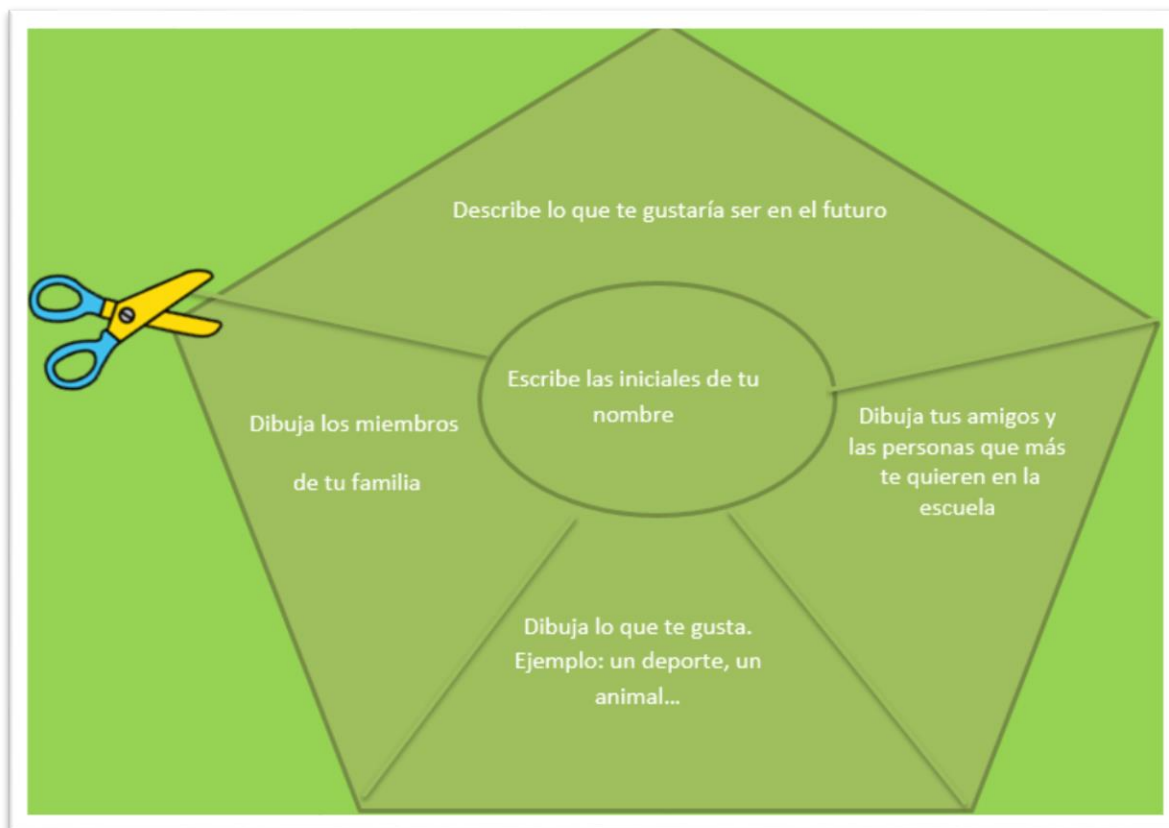 Describe lo que te gustaría ser en el futuro
Escribe las iniciales de tu
nombre
Dibuja los miembros
de tu familia
Dibuja tus amigos y
las personas que más
te quieren en la
escuela
Dibuja lo que te gusta.
Ejemplo: un deporte, un
animal...